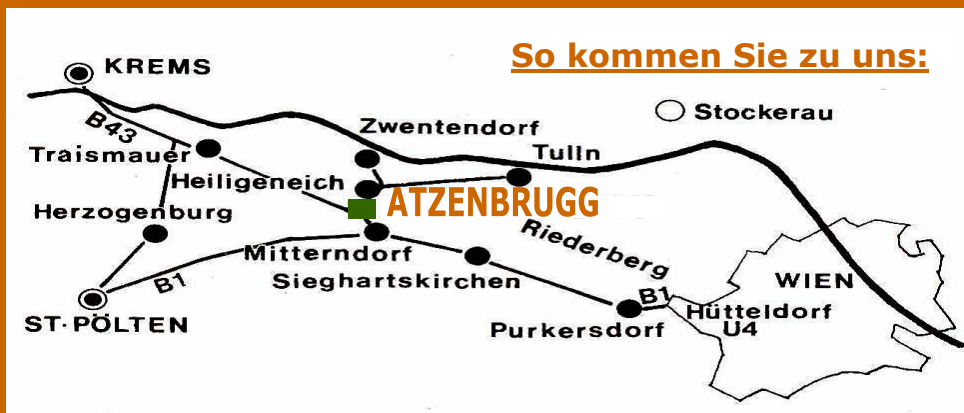 So kommen Sie zu uns:
KREMS
Stockerau
B43
Zwentendorf
Traismauer
Tulln
Heiligeneich
ATZENBRUGG
Herzogenburg
Riederberg
Mitterndorf
Sieghartskirchen
WIEN
B1
B1
Hütteldorf
U4
ST·PÖLTEN
Purkersdorf